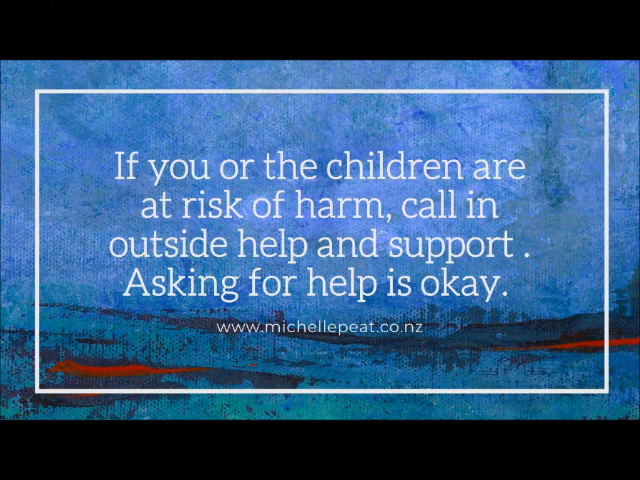 If you or the children are
at risk of harm, call in
outside help and support .
Asking for help is okay.
www.michellepeat.co.nz